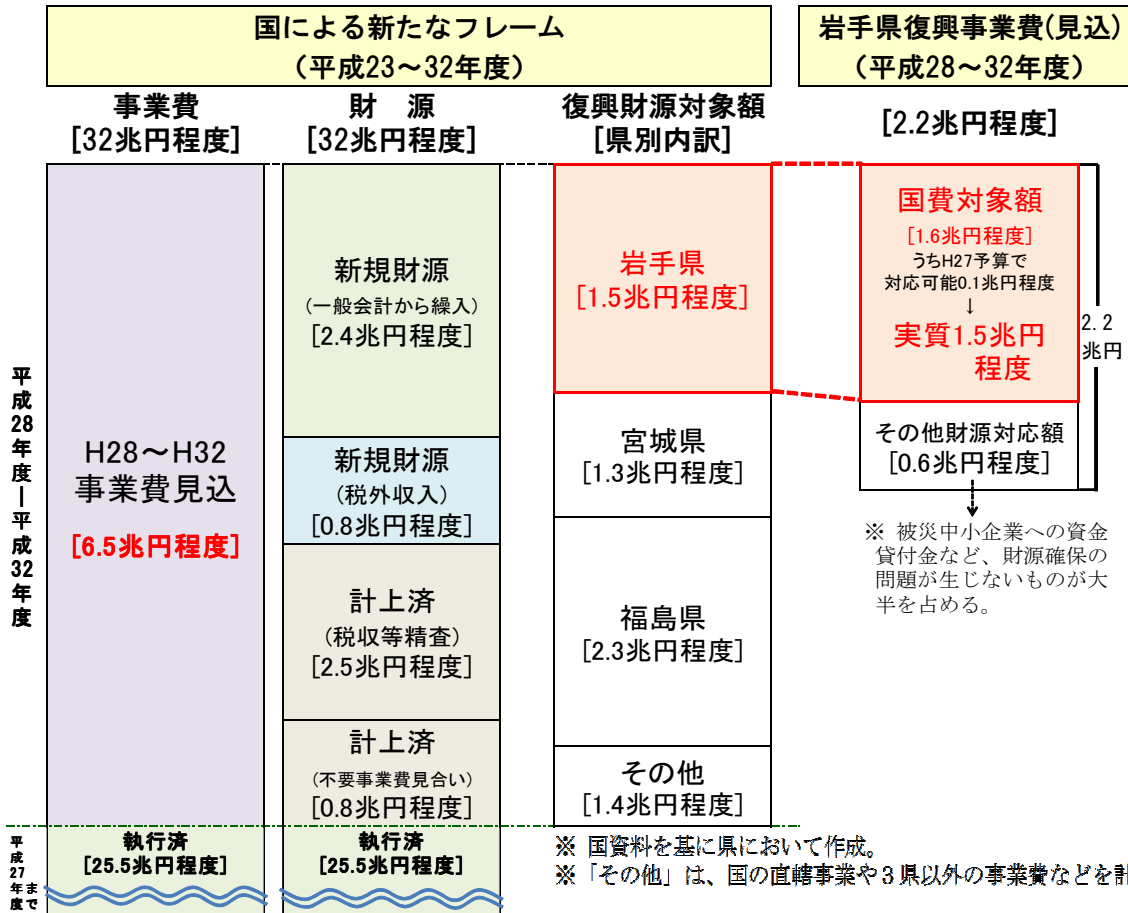 国による新たなフレーム
（平成23～32年度）
岩手県復興事業費(見込)
（平成28～32年度）
事業費
[32兆円程度]
財　源
[32兆円程度]
復興財源対象額
[県別内訳]
[2.2兆円程度]
平成28年度ー平成32年度
H28～H32
事業費見込
[6.5兆円程度]
新規財源
（一般会計から繰入）
[2.4兆円程度]
新規財源
（税外収入）
[0.8兆円程度]
計上済
（税収等精査）
[2.5兆円程度]
計上済
（不要事業費見合い）
[0.8兆円程度]
岩手県
[1.5兆円程度]
宮城県
[1.3兆円程度]
福島県
[2.3兆円程度]
その他
[1.4兆円程度]
国費対象額
[1.6兆円程度]
うちH27予算で
対応可能0.1兆円程度
↓
実質1.5兆円
程度
2.2
兆円
その他財源対応額
[0.6兆円程度]
※ 被災中小企業への資金
貸付金など、財源確保の
問題が生じないものが大
半を占める。
平成27年度まで
執行済
[25.5兆円程度]
執行済
[25.5兆円程度]
※ 国資料を基に県において作成。
※「その他」は、国の直轄事業や３県以外の事業費などを計